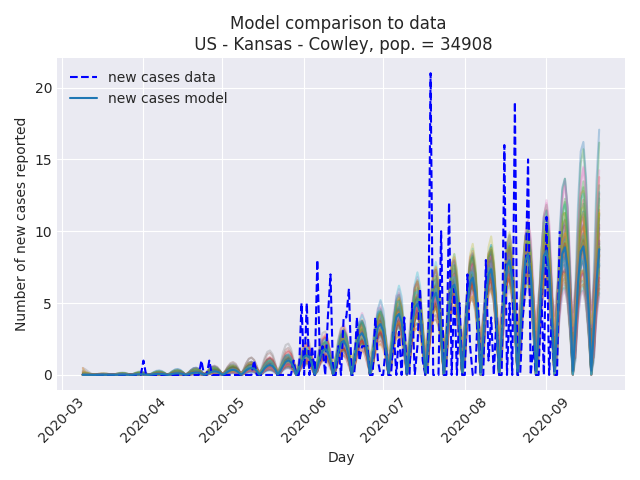 Model comparison to data
US - Kansas - Cowley, pop. = 34908
new cases data
new cases model
Number of new cases reported
20
15
10
5
0
2020-03
2020-04
2020-05
2020-06
2020-07
2020-08
2020-09
Day